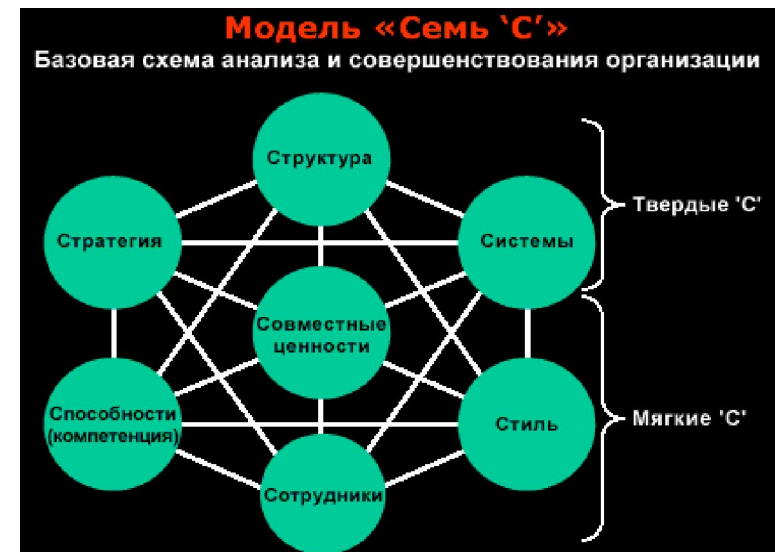 Модель «Семь ‘С’»
Базовая схема анализа и совершенствования организации
Структура
Стратегия
Системы
Твердые 'С'
Совместные
ценности
Способности
(компетенция)
Стиль
Мягкие 'С'
Сотрудники